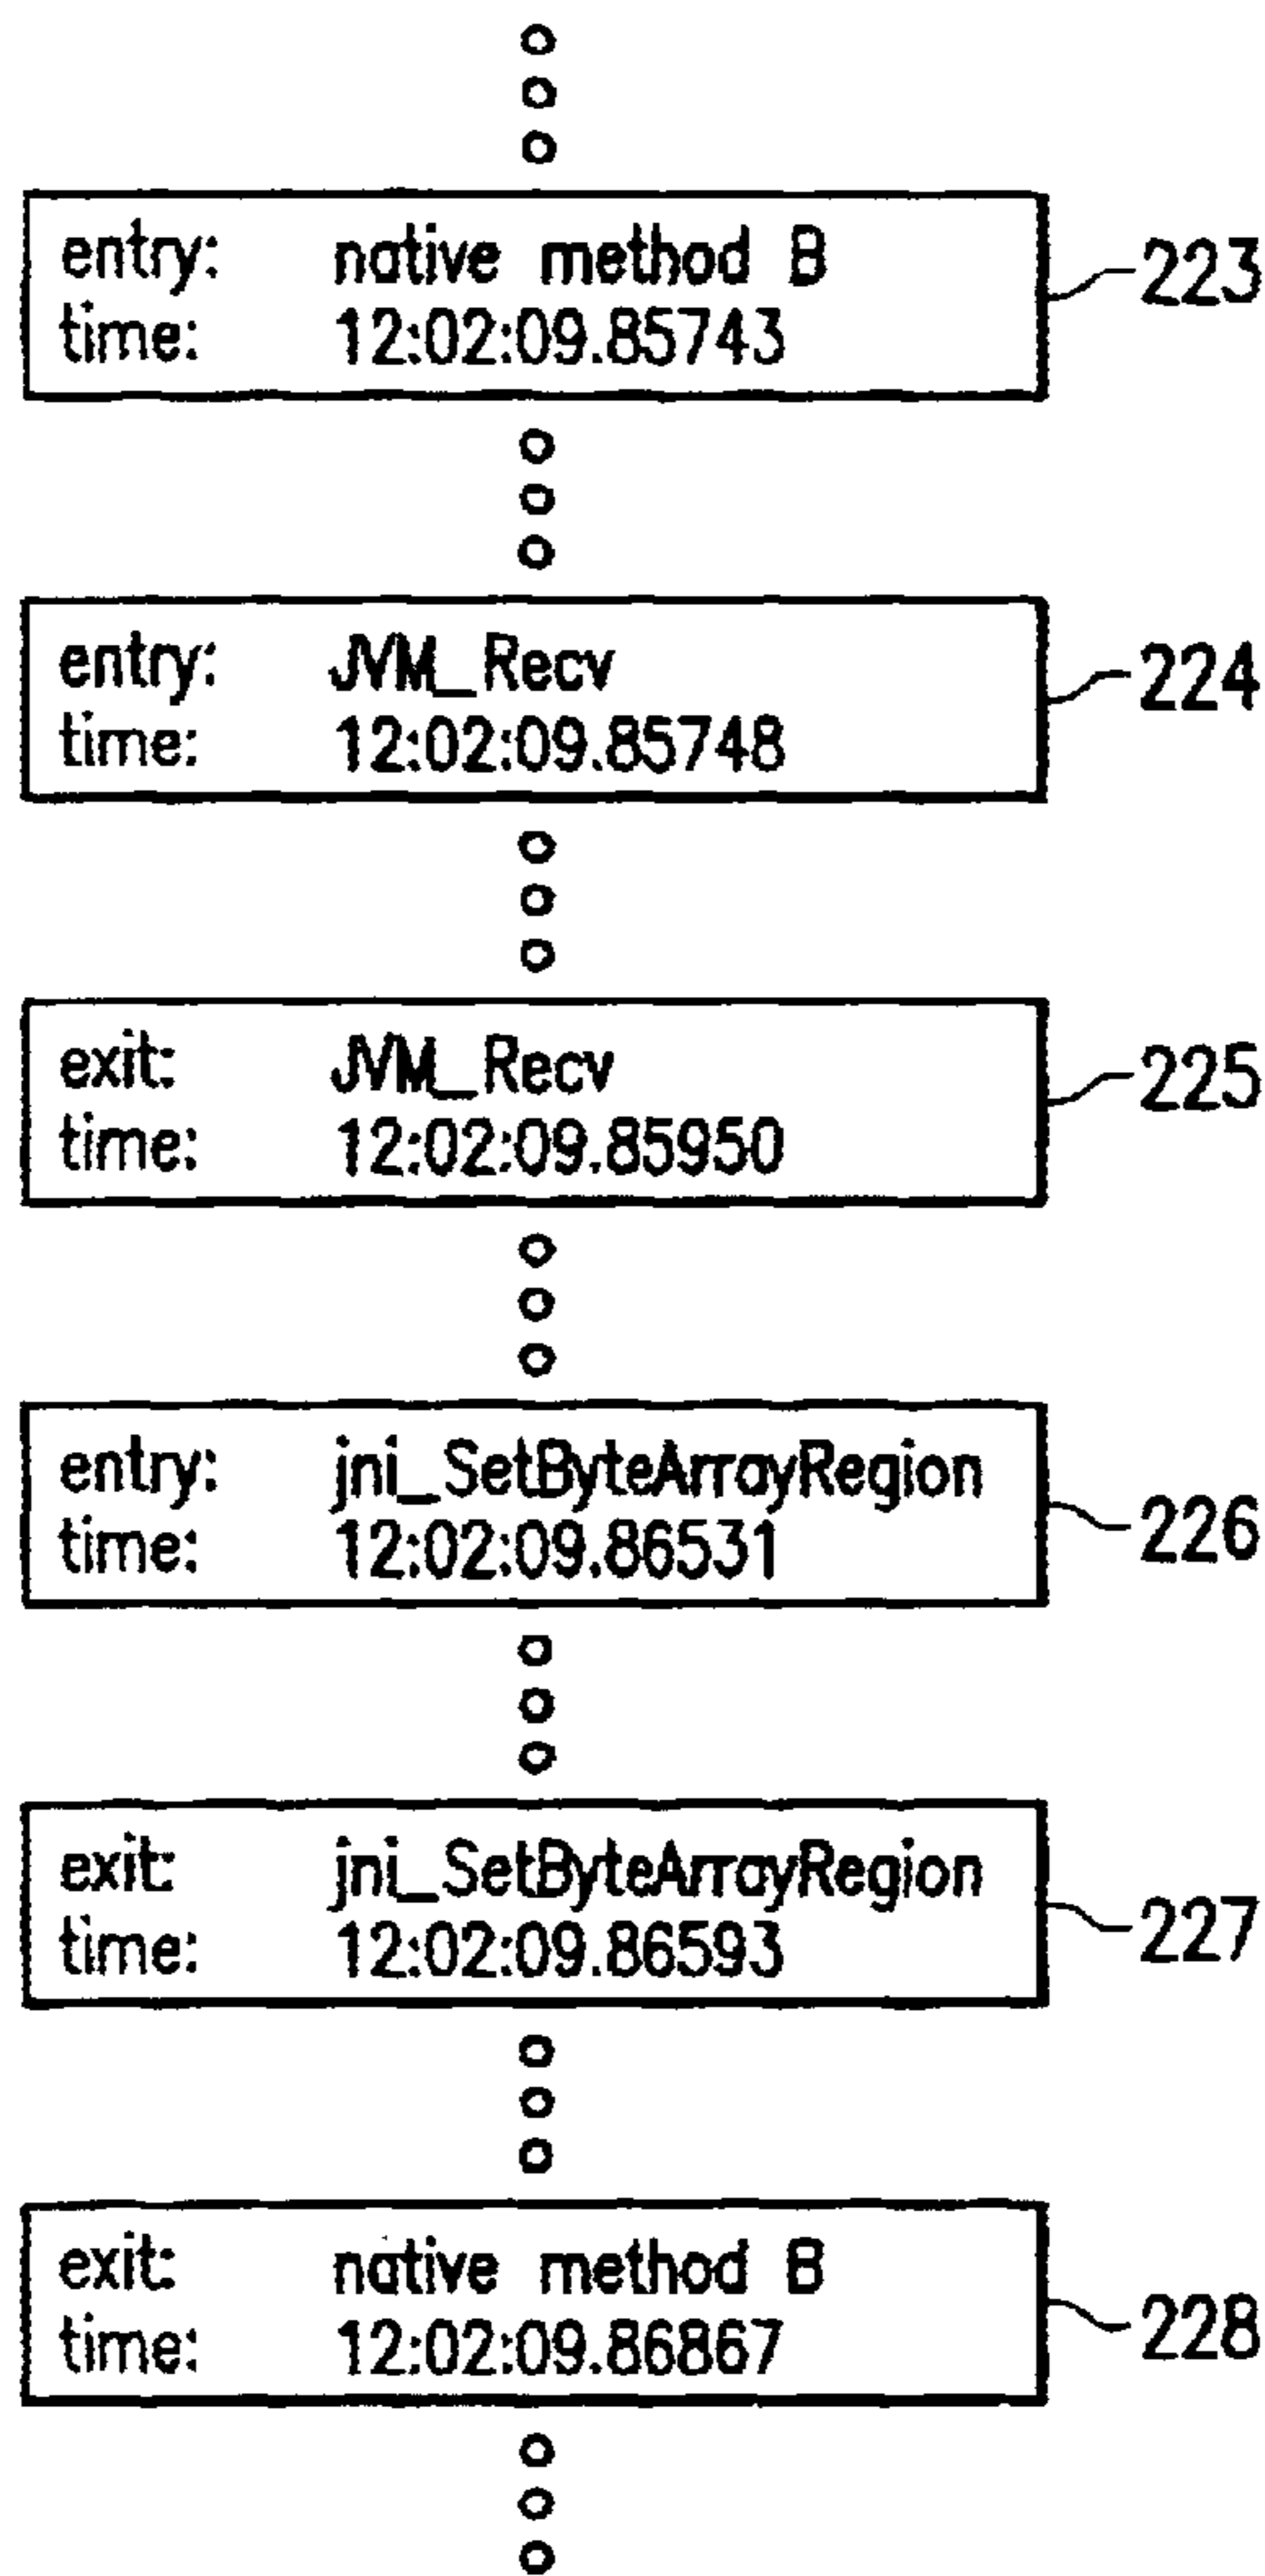 entry: native method B
223
time: 12:02:09.85743
entry: JVM_Recv
224
time: 12:02:09.85748
exit: JVM_Recv
225
time: 12:02:09.85950
entry: jni_SetByteArrayRegion
226
time: 12:02:09.86531
exit: jni_SetByteArrayRegion
227
time: 12:02:09.86593
exit: native method B
228
time: 12:02:09.86867